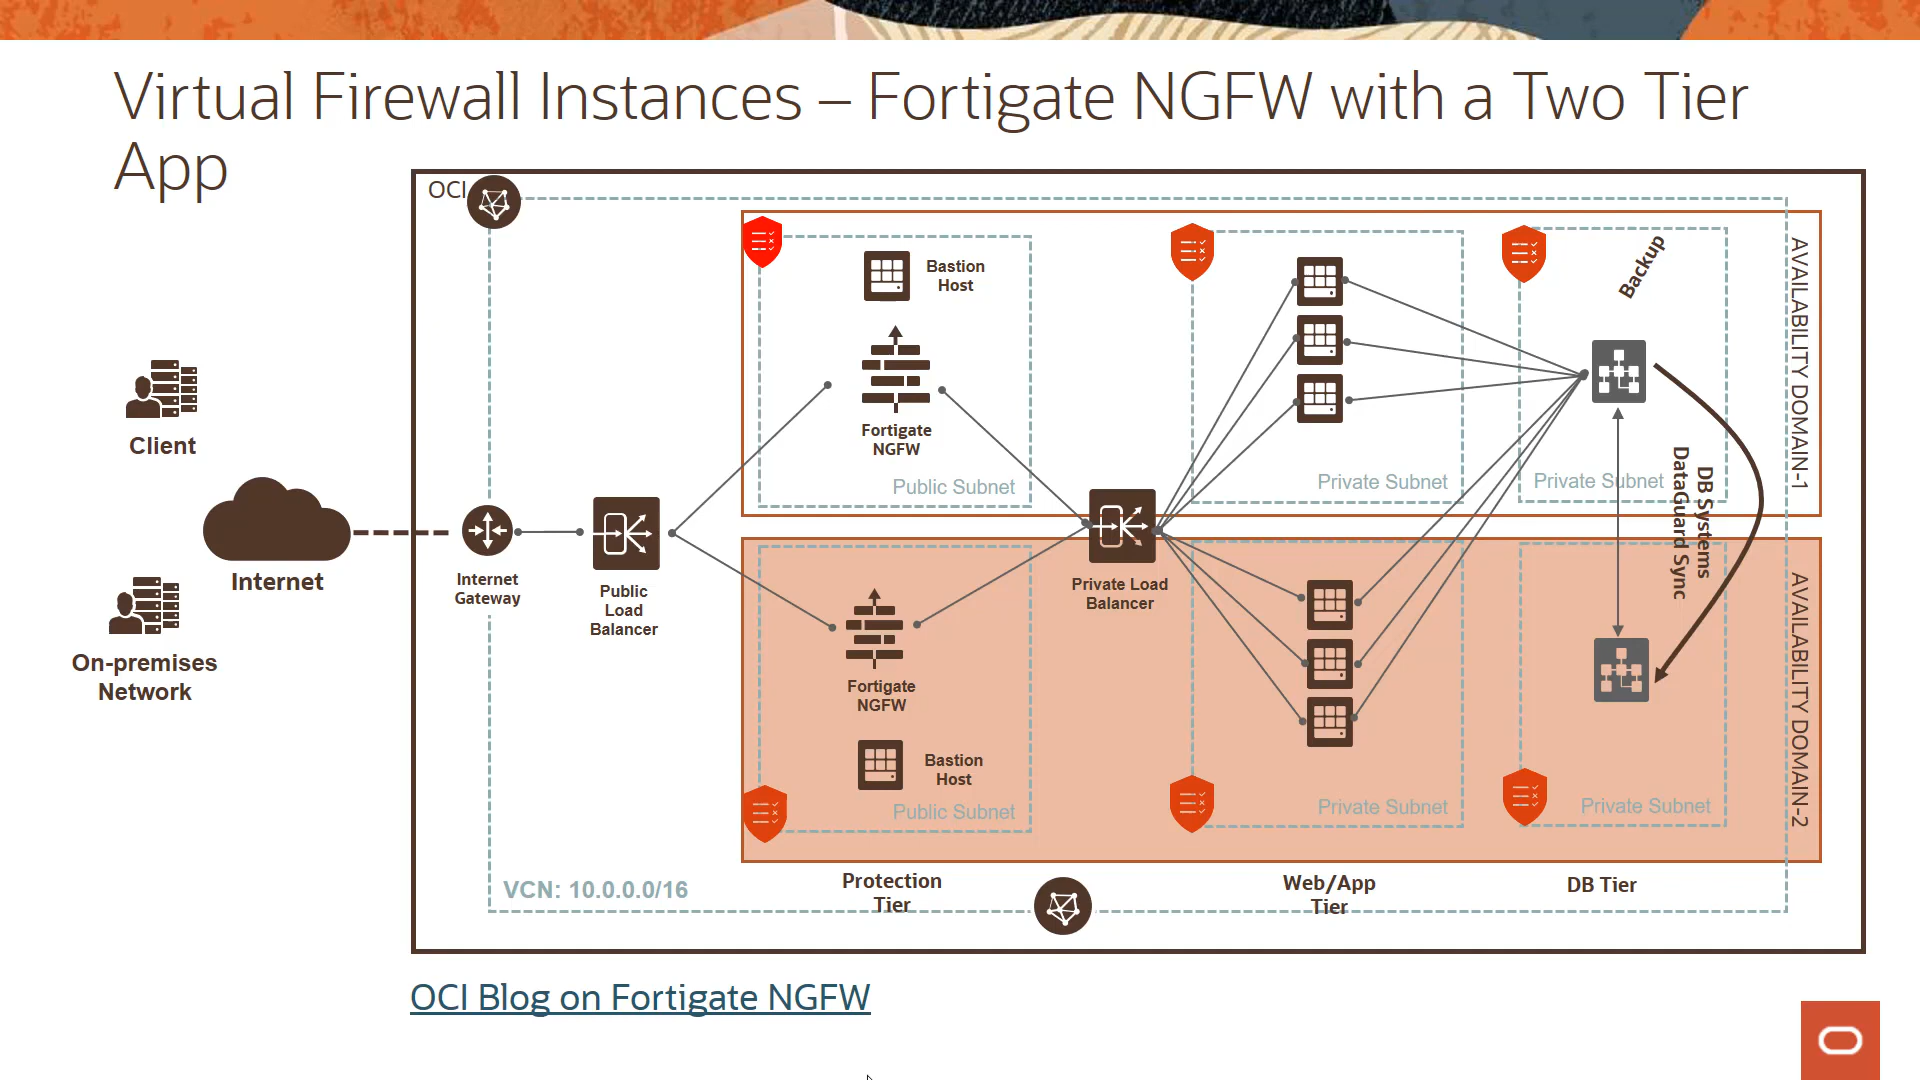 Virtual Firewall Instances – Fortigate NGFW with a Two Tier
App
OCI
Bastion
Host
Fortigate
NGFW
Public Subnet
Private Subnet
Backup
Private Subnet
AVAILABILITY DOMAIN-1
DB Systems
DataGuard Sync
Client
Internet
On-premises
Network
Internet
Gateway
Public
Load
Balancer
Private Load
Balancer
Fortigate
NGFW
Bastion
Host
Public Subnet
Private Subnet
Private Subnet
AVAILABILITY DOMAIN-2
VCN: 10.0.0.0/16
Protection
Tier
Web/App
Tier
DB Tier
OCI Blog on Fortigate NGFW